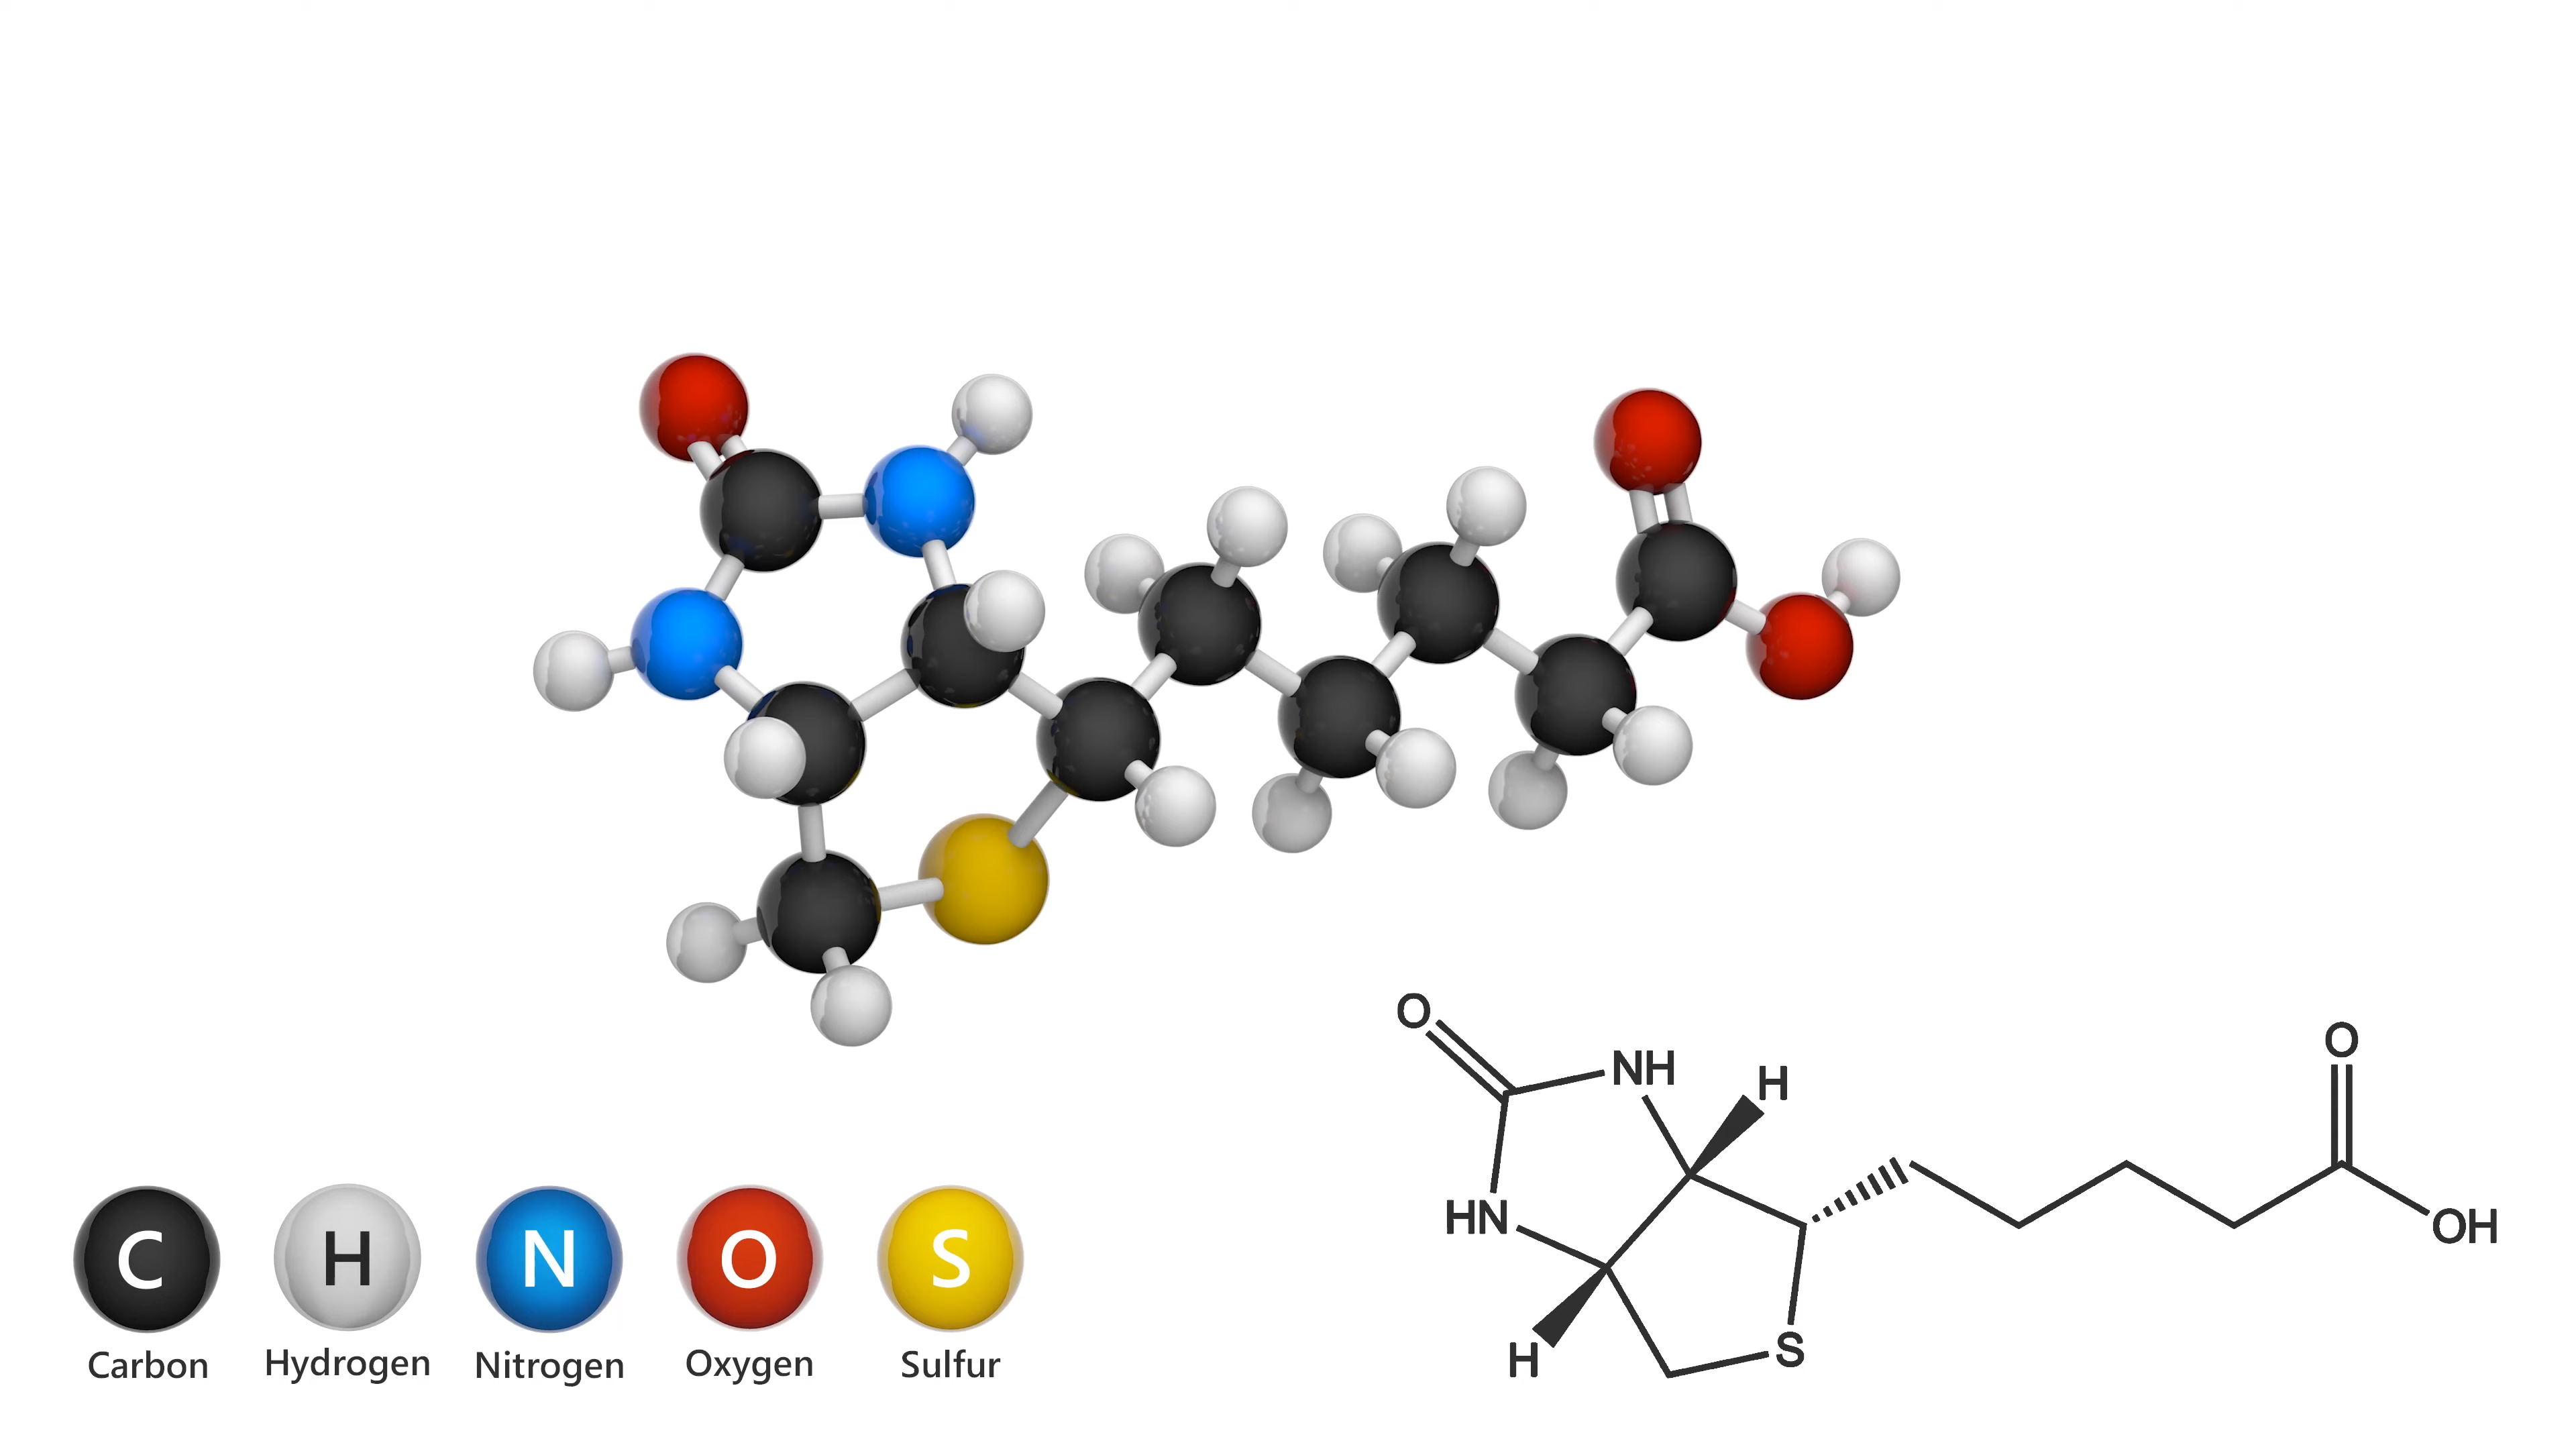 O
NH
H
HN
H
S
O
OH
C H N O S
Carbon Hydrogen Nitrogen Oxygen Sulfur